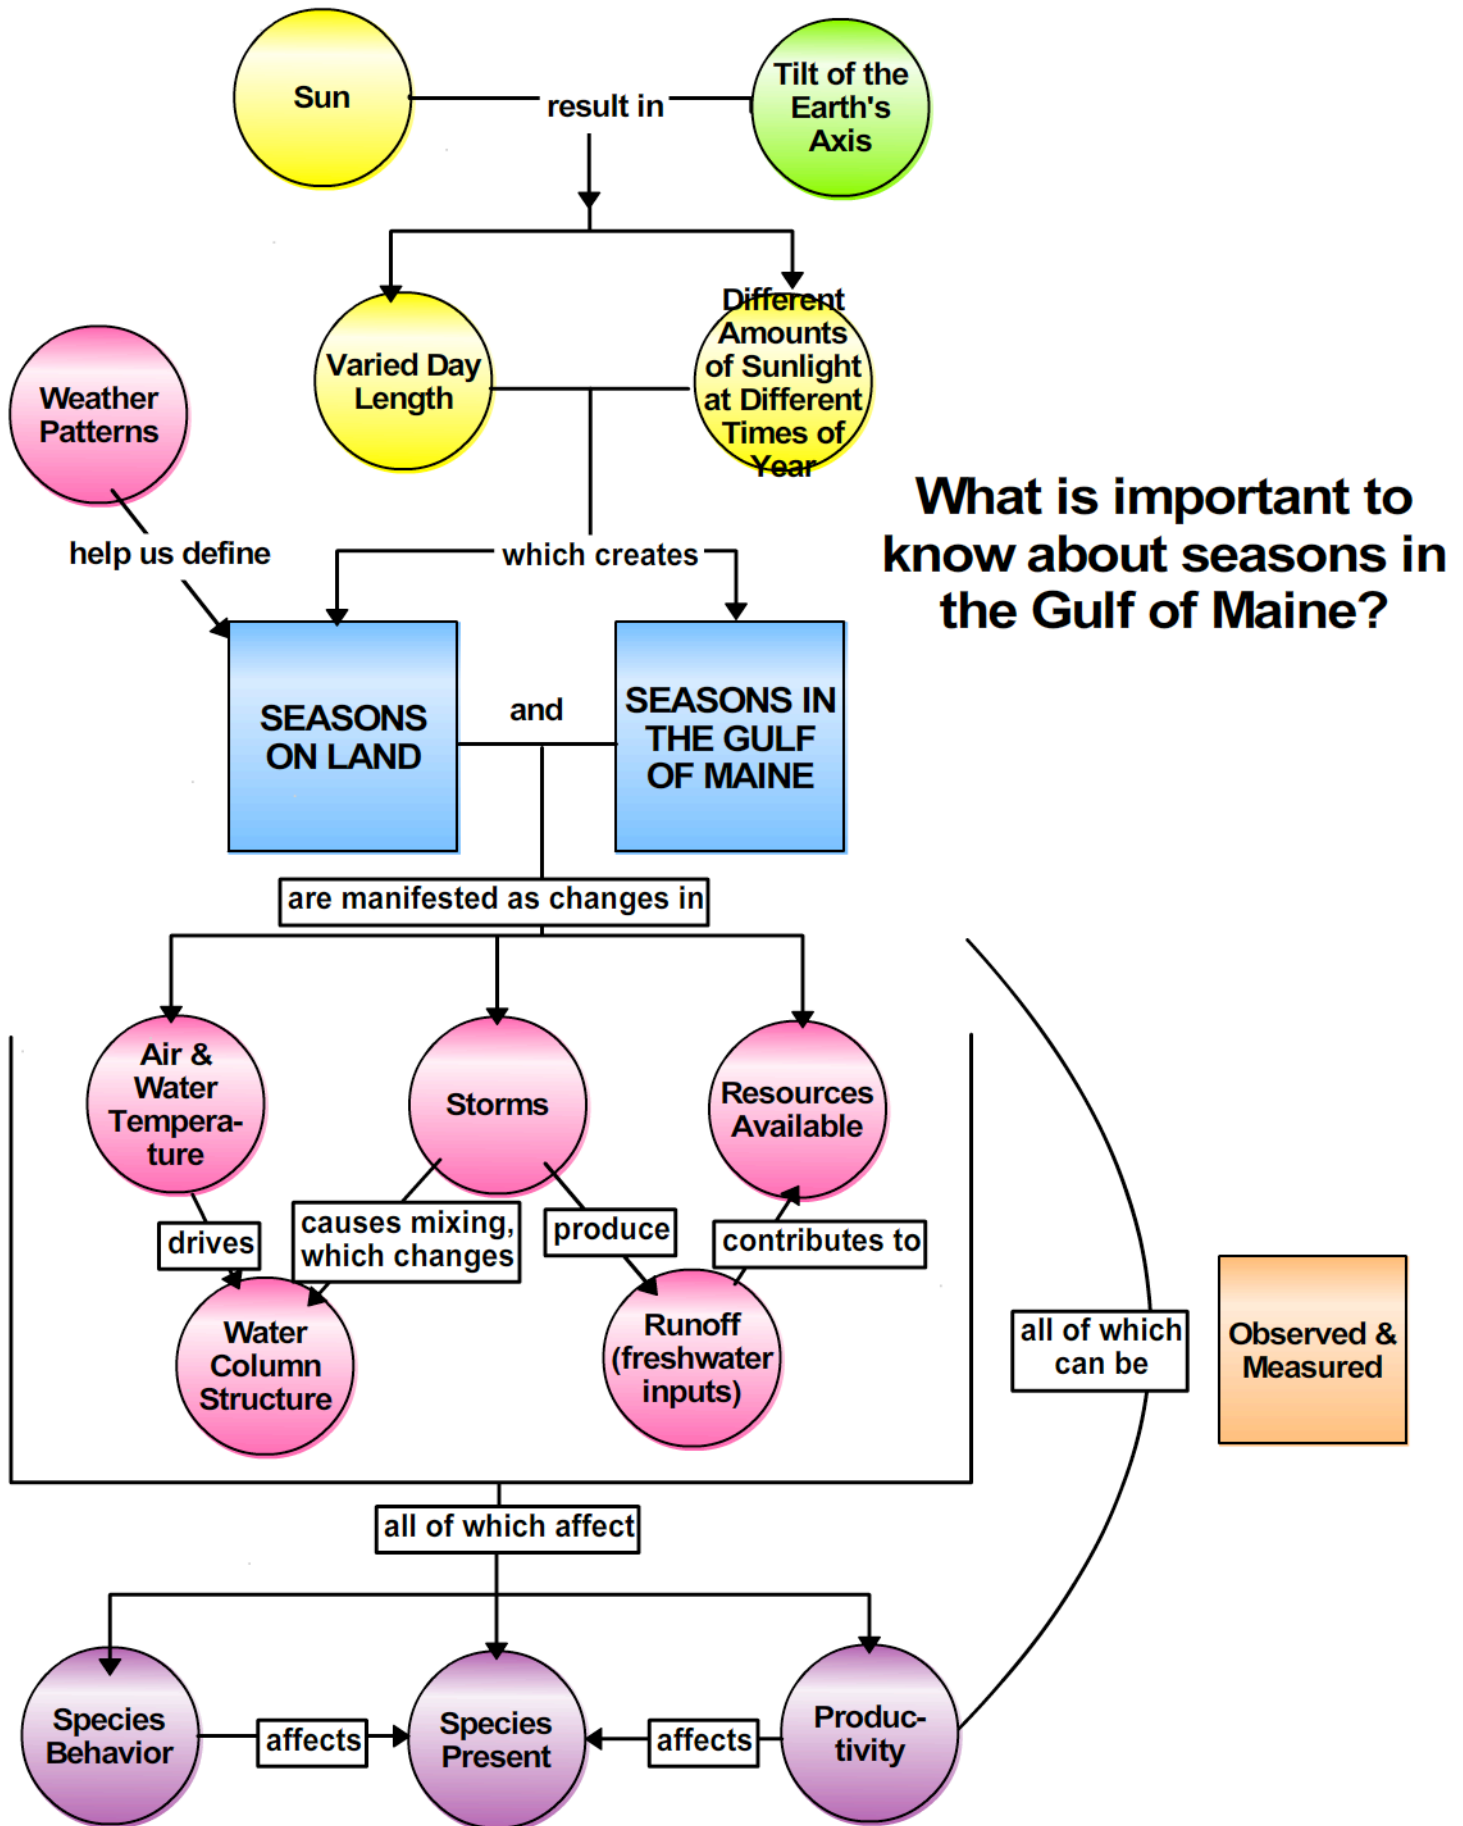 Sun
result in
Tilt of the
Earth's
Axis
Weather
Patterns
Varied Day
Length
Different
Amounts
of Sunlight
at Different
Times of
Year
What is important to
know about seasons in
the Gulf of Maine?
help us define
which creates
SEASONS
ON LAND
and
SEASONS IN
THE GULF
OF MAINE
are manifested as changes in
Air &
Water
Tempera-
ture
Storms
Resources
Available
drives
causes mixing,
which changes
produce
contributes to
Water
Column
Structure
Runoff
(freshwater
inputs)
all of which
can be
Observed &
Measured
all of which affect
Species
Behavior
affects
Species
Present
affects
Produc-
tivity